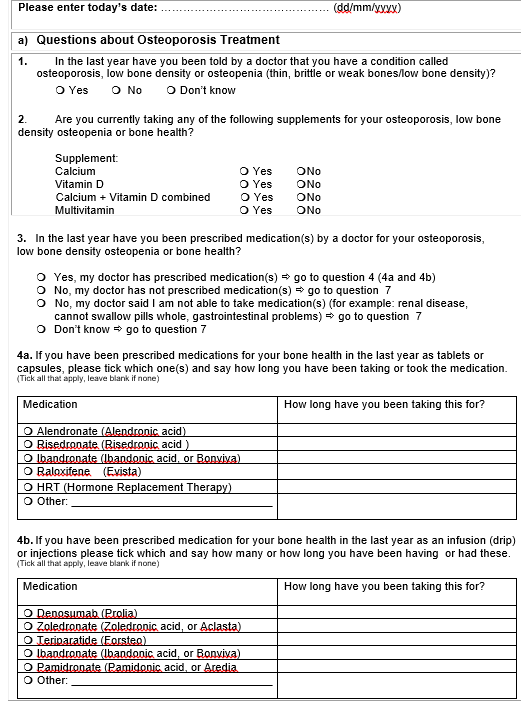 Please enter today's date: ................................................ (dd/mm/yyyy)
a) Questions about Osteoporosis Treatment
1. In the last year have you been told by a doctor that you have a condition called
osteoporosis, low bone density or osteopenia (thin, brittle or weak bones/low bone density)?
O Yes O No O Don't know
2. Are you currently taking any of the following supplements for your osteoporosis, low bone
density osteopenia or bone health?
Supplement:
Calcium O Yes O No
Vitamin D O Yes O No
Calcium + Vitamin D combined O Yes O No
Multivitamin O Yes O No
3. In the last year have you been prescribed medication(s) by a doctor for your osteoporosis,
low bone density osteopenia or bone health?
O Yes, my doctor has prescribed medication(s) ⇨ go to question 4 (4a and 4b)
O No, my doctor has not prescribed medication(s) ⇨ go to question 7
O No, my doctor said I am not able to take medication(s) (for example: renal disease,
cannot swallow pills whole, gastrointestinal problems) ⇨ go to question 7
O Don't know ⇨ go to question 7
4a. If you have been prescribed medications for your bone health in the last year as tablets or
capsules, please tick which one(s) and say how long you have been taking or took the medication.
(Tick all that apply, leave blank if none)
Medication How long have you been taking this for?
O Alendronate (Alendronic acid)
O Risedronate (Risedronic acid )
O Ibandronate (Ibandonic acid, or Bonviva)
O Raloxifene (Evista)
O HRT (Hormone Replacement Therapy)
O Other:
4b. If you have been prescribed medication for your bone health in the last year as an infusion (drip)
or injections please tick which and say how many or how long you have been having or had these.
(Tick all that apply, leave blank if none)
Medication How long have you been taking this for?
O Denosumab (Prolia)
O Zoledronate (Zoledronic acid, or Aclasta)
O Teriparatide (Forsteo)
O Ibandronate (Ibandonic acid, or Bonviva)
O Pamidronate (Pamidonic acid, or Aredia
O Other: